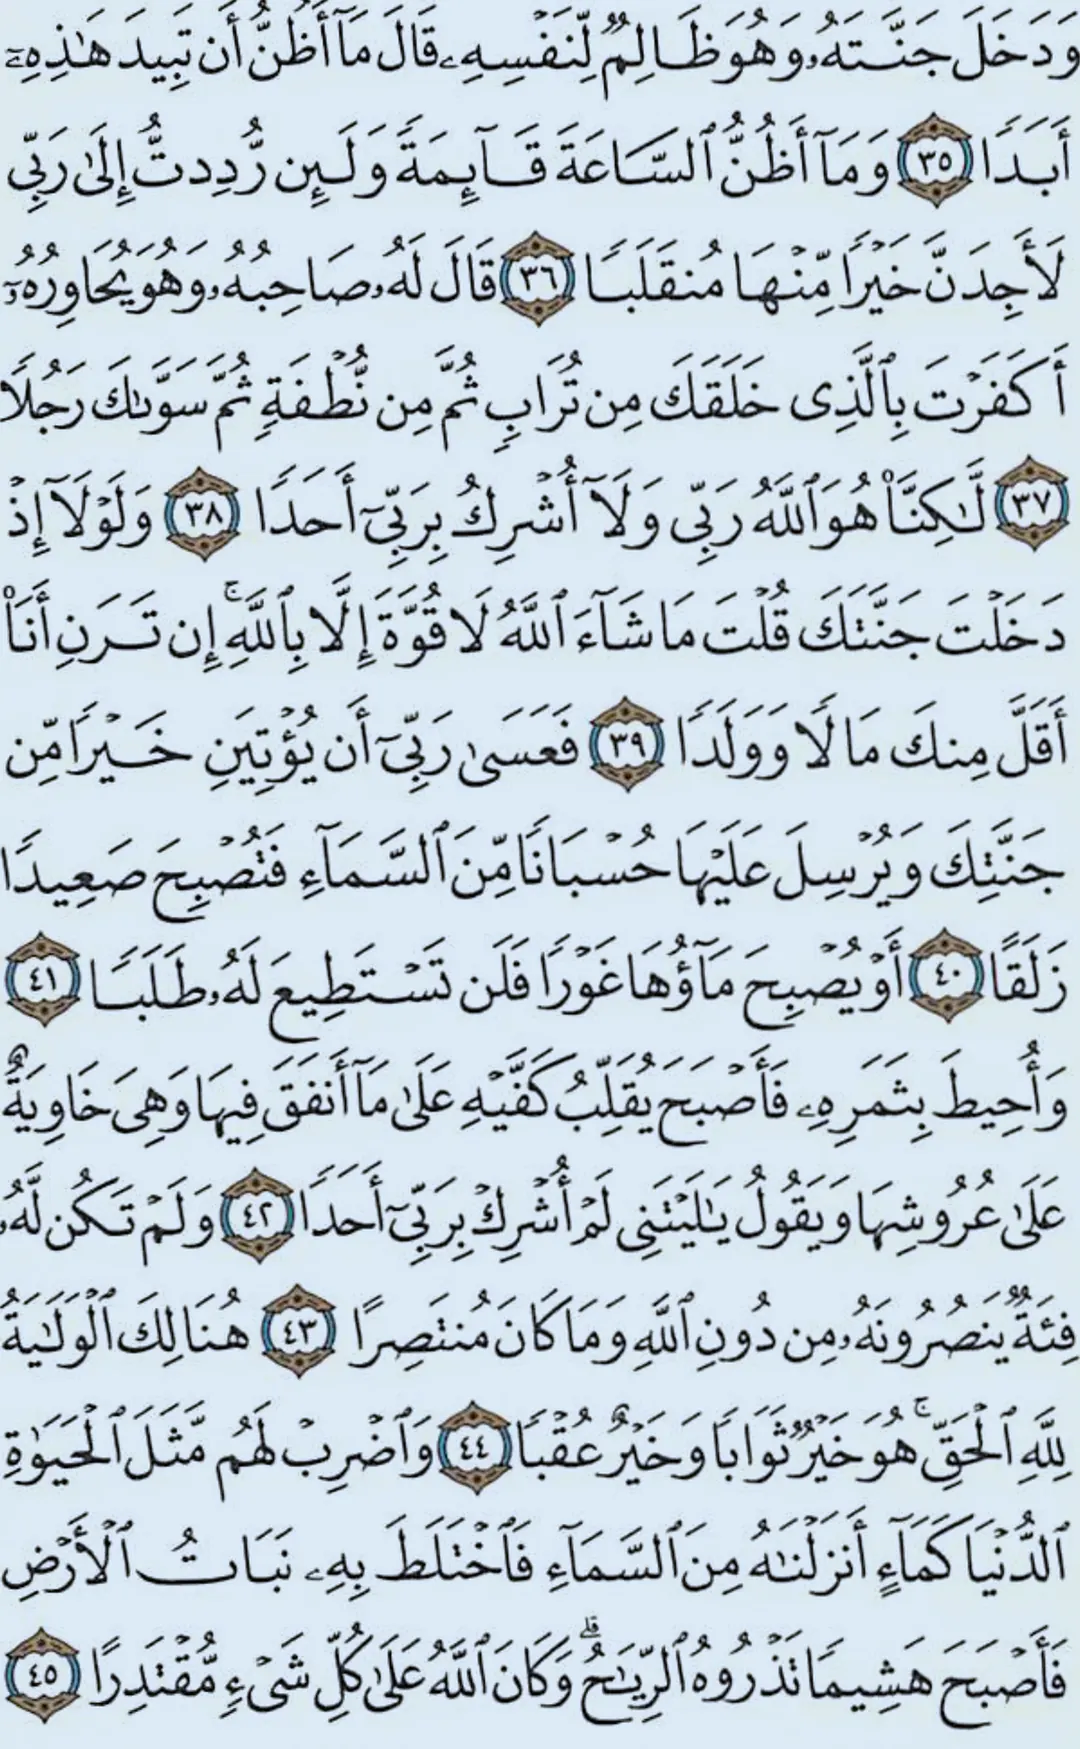 وَدَخَلَ جَنَّتَهُۥ وَهُوَ ظَالِمٌ لِّنَفْسِهِۦ قَالَ مَآ أَظُنُّ أَن تَبِيدَ هَٰذِهِۦٓ
أَبَدًا ٣٥ وَمَآ أَظُنُّ ٱلسَّاعَةَ قَآئِمَةً وَلَئِن رُّدِدتُّ إِلَىٰ رَبِّى
لَأَجِدَنَّ خَيْرًا مِّنْهَا مُنقَلَبًا ٣٦ قَالَ لَهُۥ صَاحِبُهُۥ وَهُوَ يُحَاوِرُهُۥٓ
أَكَفَرْتَ بِٱلَّذِى خَلَقَكَ مِن تُرَابٍ ثُمَّ مِن نُّطْفَةٍ ثُمَّ سَوَّىٰكَ رَجُلًا
٣٧ لَّٰكِنَّا۠ هُوَ ٱللَّهُ رَبِّى وَلَآ أُشْرِكُ بِرَبِّىٓ أَحَدًا ٣٨ وَلَوْلَآ إِذْ
دَخَلْتَ جَنَّتَكَ قُلْتَ مَا شَآءَ ٱللَّهُ لَا قُوَّةَ إِلَّا بِٱللَّهِ ۚ إِن تَرَنِ أَنَا۠
أَقَلَّ مِنكَ مَالًا وَوَلَدًا ٣٩ فَعَسَىٰ رَبِّىٓ أَن يُؤْتِيَنِ خَيْرًا مِّن
جَنَّتِكَ وَيُرْسِلَ عَلَيْهَا حُسْبَانًا مِّنَ ٱلسَّمَآءِ فَتُصْبِحَ صَعِيدًا
زَلَقًا ٤٠ أَوْ يُصْبِحَ مَآؤُهَا غَوْرًا فَلَن تَسْتَطِيعَ لَهُۥ طَلَبًا ٤١
وَأُحِيطَ بِثَمَرِهِۦ فَأَصْبَحَ يُقَلِّبُ كَفَّيْهِ عَلَىٰ مَآ أَنفَقَ فِيهَا وَهِىَ خَاوِيَةٌ
عَلَىٰ عُرُوشِهَا وَيَقُولُ يَٰلَيْتَنِى لَمْ أُشْرِكْ بِرَبِّىٓ أَحَدًا ٤٢ وَلَمْ تَكُن لَّهُۥ
فِئَةٌ يَنصُرُونَهُۥ مِن دُونِ ٱللَّهِ وَمَا كَانَ مُنتَصِرًا ٤٣ هُنَالِكَ ٱلْوَلَٰيَةُ
لِلَّهِ ٱلْحَقِّ ۚ هُوَ خَيْرٌ ثَوَابًا وَخَيْرٌ عُقْبًا ٤٤ وَٱضْرِبْ لَهُم مَّثَلَ ٱلْحَيَوٰةِ
ٱلدُّنْيَا كَمَآءٍ أَنزَلْنَٰهُ مِنَ ٱلسَّمَآءِ فَٱخْتَلَطَ بِهِۦ نَبَاتُ ٱلْأَرْضِ
فَأَصْبَحَ هَشِيمًا تَذْرُوهُ ٱلرِّيَٰحُ ۗ وَكَانَ ٱللَّهُ عَلَىٰ كُلِّ شَىْءٍ مُّقْتَدِرًا ٤٥